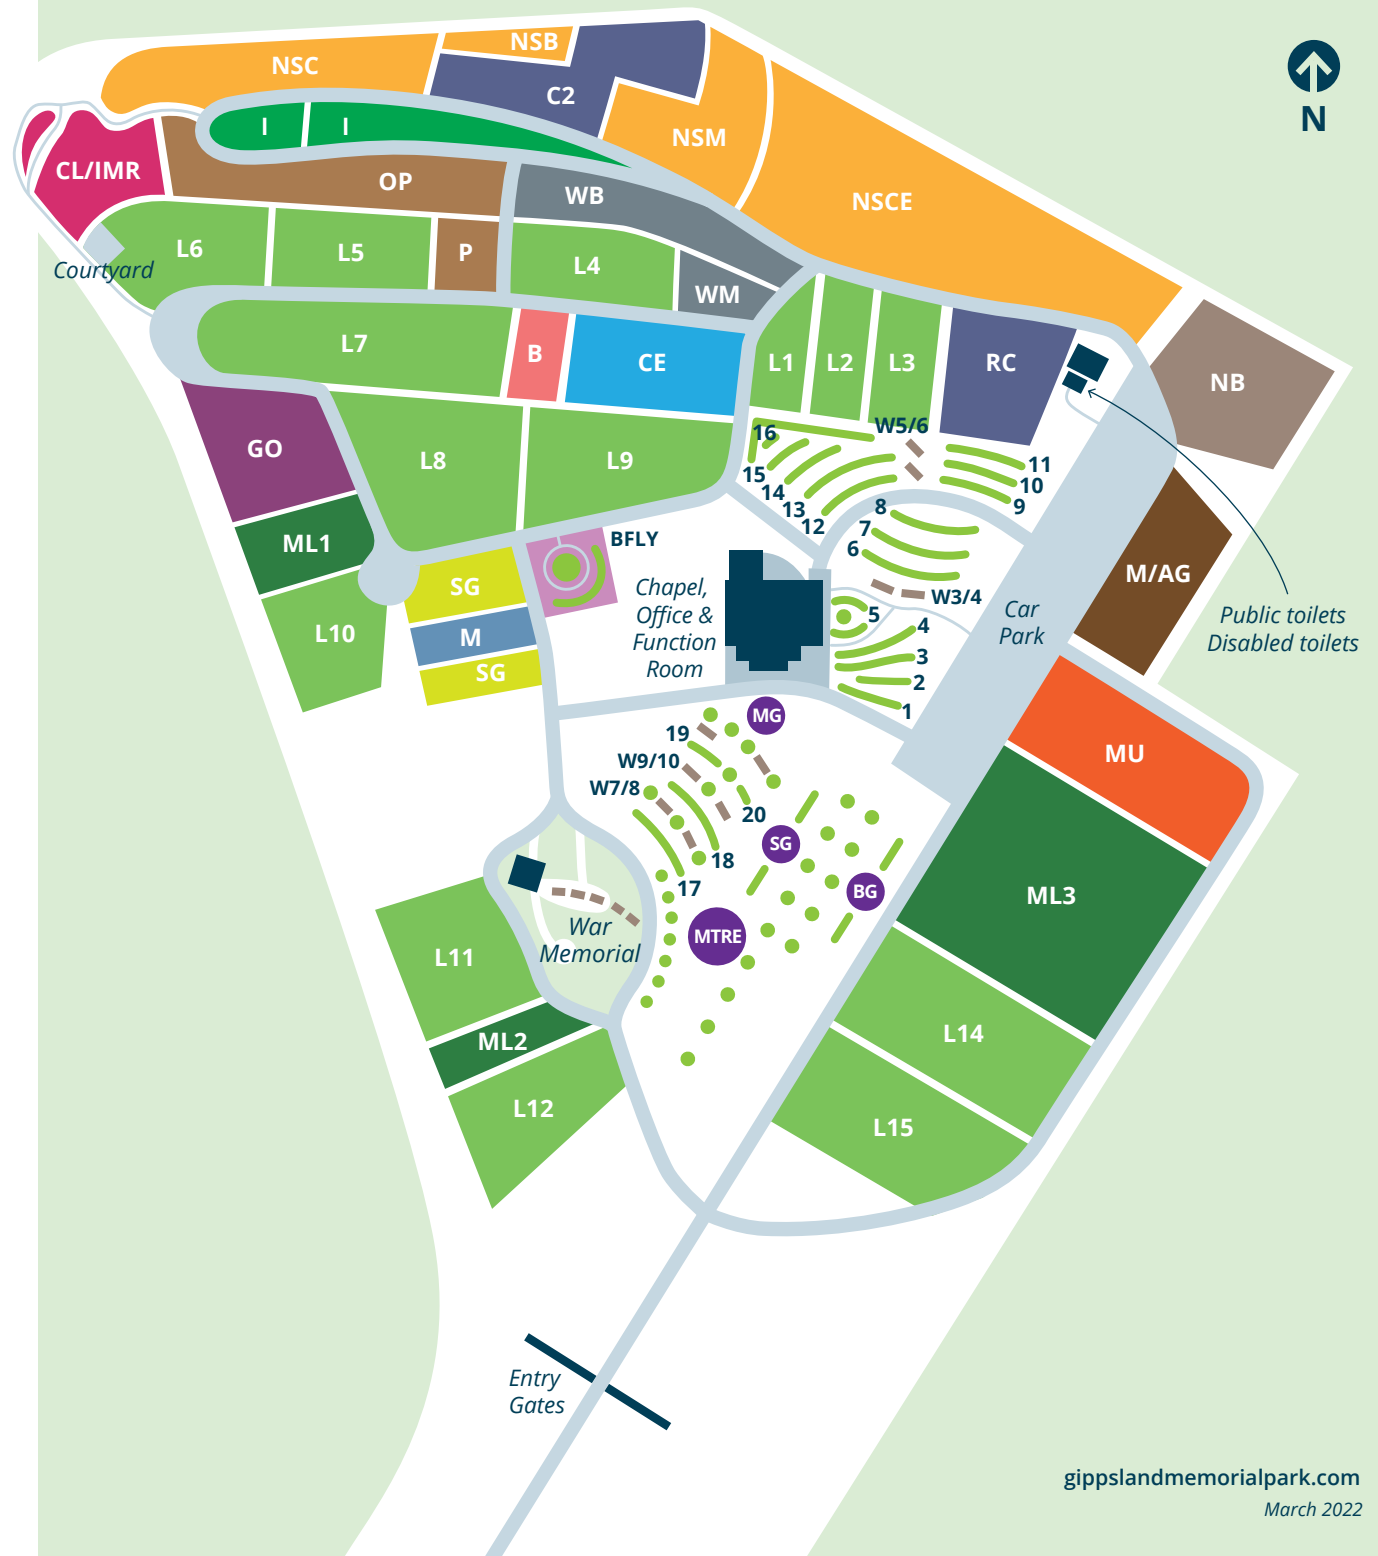 NSB
NSC
C2
N
I
I
NSM
CL/IMR
OP
WB
NSCE
L6
L5
P
L4
Courtyard
WM
L7
B
CE
L1
L2
L3
RC
NB
W5/6
16
GO
L8
L9
15
11
14
10
13
8
9
12
7
BFLY
6
ML1
Chapel,
Office &
Function
Room
SG
M/AG
W3/4
Car
Park
Public toilets
Disabled toilets
5
4
L10
M
3
SG
2
1
MG
19
MU
W9/10
W7/8
20
SG
18
17
BG
ML3
War
Memorial
MTRE
L11
ML2
L14
L12
L15
Entry
Gates
gippslandmemorialpark.com
March 2022